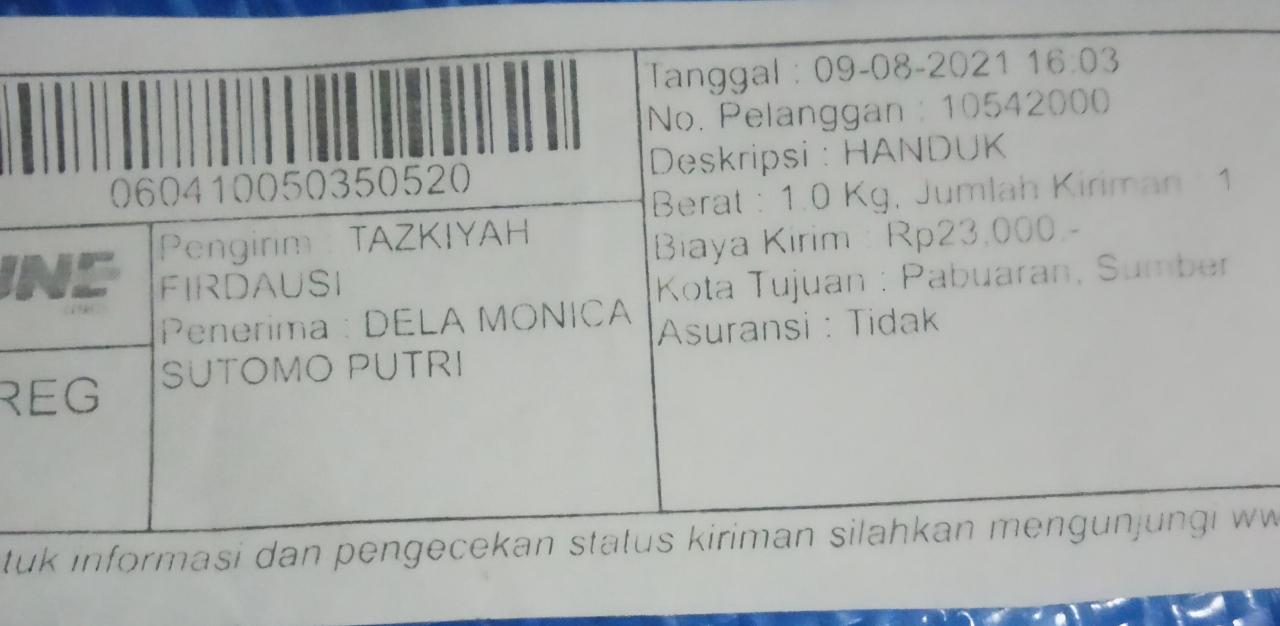 060410050350520
JNE
REG
Pengirim : TAZKIYAH
FIRDAUSI
Penerima : DELA MONICA
SUTOMO PUTRI
Tanggal : 09-08-2021 16:03
No. Pelanggan : 10542000
Deskripsi : HANDUK
Berat : 1.0 Kg, Jumlah Kiriman : 1
Biaya Kirim : Rp23.000.-
Kota Tujuan : Pabuaran, Sumber
Asuransi : Tidak
tuk informasi dan pengecekan status kiriman silahkan mengunjungi ww